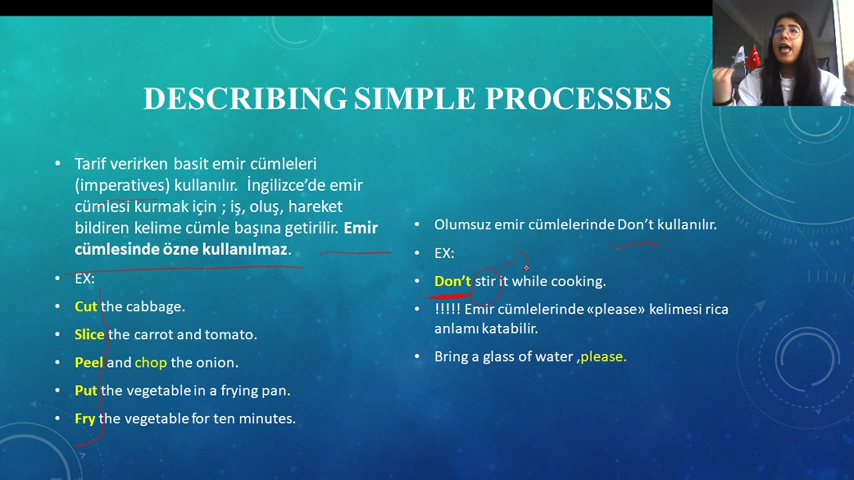 DESCRIBING SIMPLE PROCESSES
• Tarif verirken basit emir cümleleri
(imperatives) kullanılır. İngilizce'de emir
cümlesi kurmak için ; iş, oluş, hareket
bildiren kelime cümle başına getirilir. Emir
cümlesinde özne kullanılmaz.
• EX:
• Cut the cabbage.
• Slice the carrot and tomato.
• Peel and chop the onion.
• Put the vegetable in a frying pan.
• Fry the vegetable for ten minutes.
• Olumsuz emir cümlelerinde Don't kullanılır.
• EX:
• Don't stir it while cooking.
• !!!!! Emir cümlelerinde «please» kelimesi rica
anlamı katabilir.
• Bring a glass of water ,please.